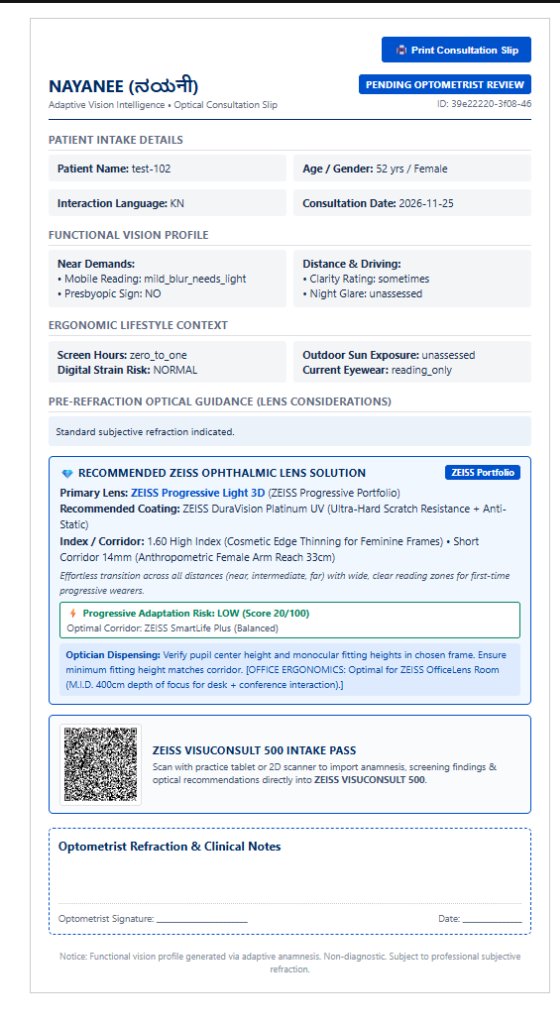 Print Consultation Slip
NAYANEE (ನಯನೀ)
PENDING OPTOMETRIST REVIEW
Adaptive Vision Intelligence • Optical Consultation Slip
ID: 39e22220-3f08-46
PATIENT INTAKE DETAILS
Patient Name: test-102
Age / Gender: 52 yrs / Female
Interaction Language: KN
Consultation Date: 2026-11-25
FUNCTIONAL VISION PROFILE
Near Demands:
• Mobile Reading: mild_blur_needs_light
• Presbyopic Sign: NO
Distance & Driving:
• Clarity Rating: sometimes
• Night Glare: unassessed
ERGONOMIC LIFESTYLE CONTEXT
Screen Hours: zero_to_one
Digital Strain Risk: NORMAL
Outdoor Sun Exposure: unassessed
Current Eyewear: reading_only
PRE-REFRACTION OPTICAL GUIDANCE (LENS CONSIDERATIONS)
Standard subjective refraction indicated.
RECOMMENDED ZEISS OPHTHALMIC LENS SOLUTION
ZEISS Portfolio
Primary Lens: ZEISS Progressive Light 3D (ZEISS Progressive Portfolio)
Recommended Coating: ZEISS DuraVision Platinum UV (Ultra-Hard Scratch Resistance + Anti-
Static)
Index / Corridor: 1.60 High Index (Cosmetic Edge Thinning for Feminine Frames) • Short
Corridor 14mm (Anthropometric Female Arm Reach 33cm)
Effortless transition across all distances (near, intermediate, far) with wide, clear reading zones for first-time
progressive wearers.
Progressive Adaptation Risk: LOW (Score 20/100)
Optimal Corridor: ZEISS SmartLife Plus (Balanced)
Optician Dispensing: Verify pupil center height and monocular fitting heights in chosen frame. Ensure
minimum fitting height matches corridor. [OFFICE ERGONOMICS: Optimal for ZEISS OfficeLens Room
(M.I.D. 400cm depth of focus for desk + conference interaction).]
ZEISS VISUCONSULT 500 INTAKE PASS
Scan with practice tablet or 2D scanner to import anamnesis, screening findings &
optical recommendations directly into ZEISS VISUCONSULT 500.
Optometrist Refraction & Clinical Notes
Optometrist Signature: ____________________
Date: _____________
Notice: Functional vision profile generated via adaptive anamnesis. Non-diagnostic. Subject to professional subjective
refraction.